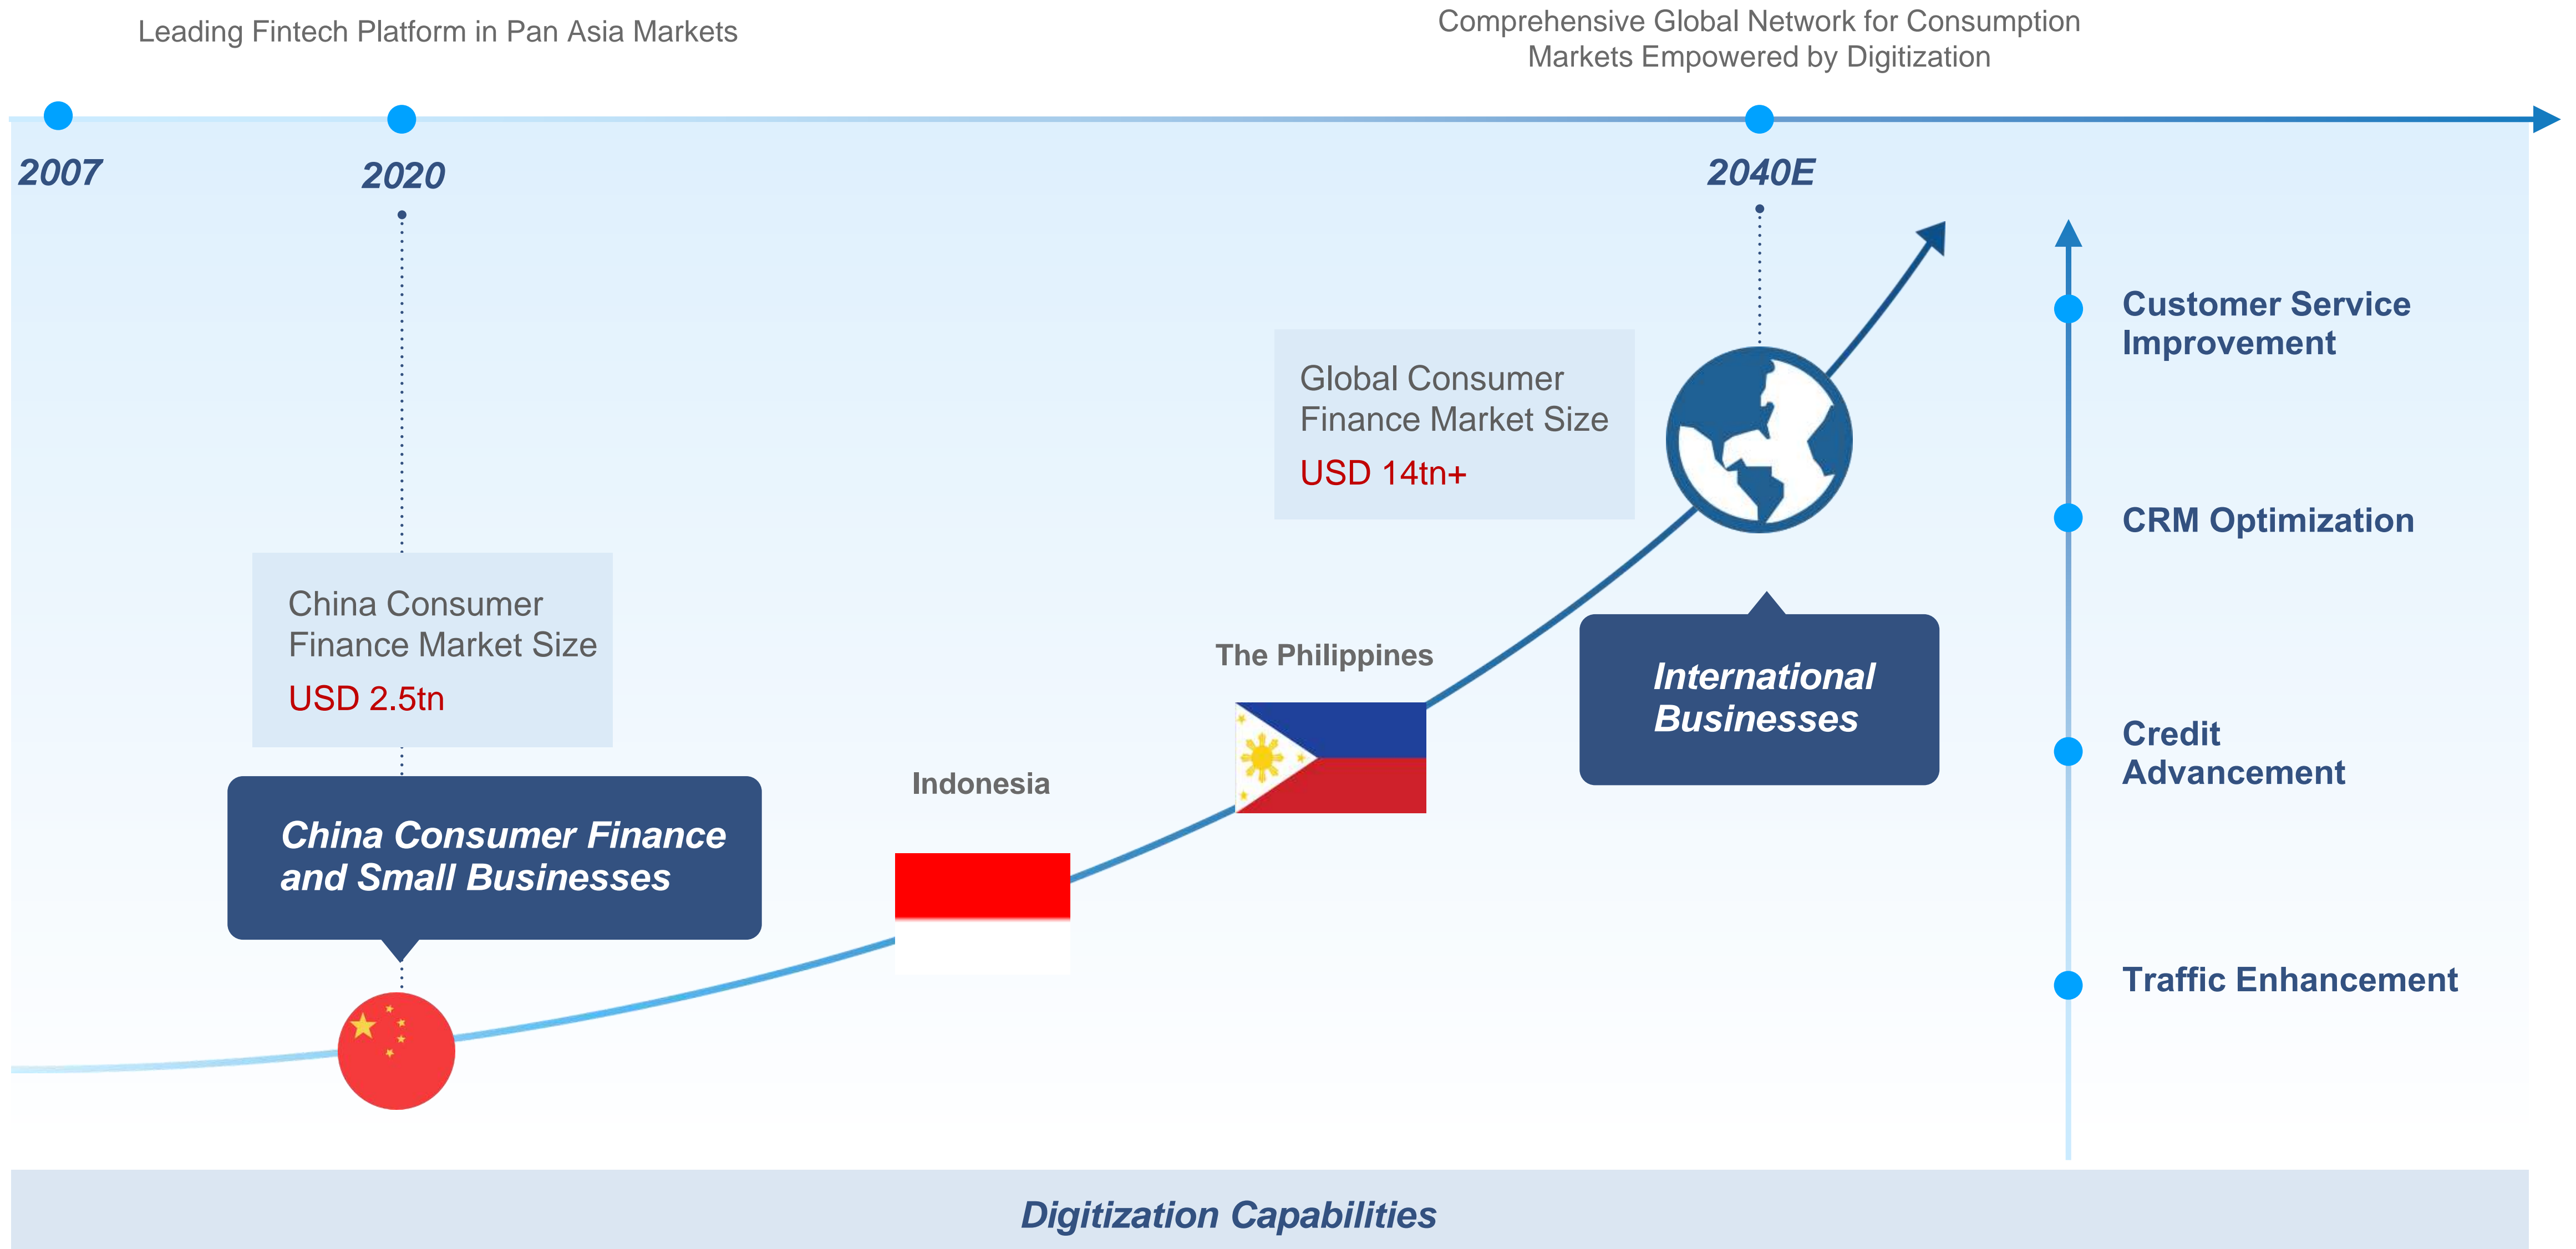 Leading Fintech Platform in Pan Asia Markets
Comprehensive Global Network for Consumption
Markets Empowered by Digitization
2007
2020
2040E
China Consumer
Finance Market Size
USD 2.5tn
China Consumer Finance
and Small Businesses
Indonesia
The Philippines
Global Consumer
Finance Market Size
USD 14tn+
International
Businesses
Customer Service
Improvement
CRM Optimization
Credit
Advancement
Traffic Enhancement
Digitization Capabilities